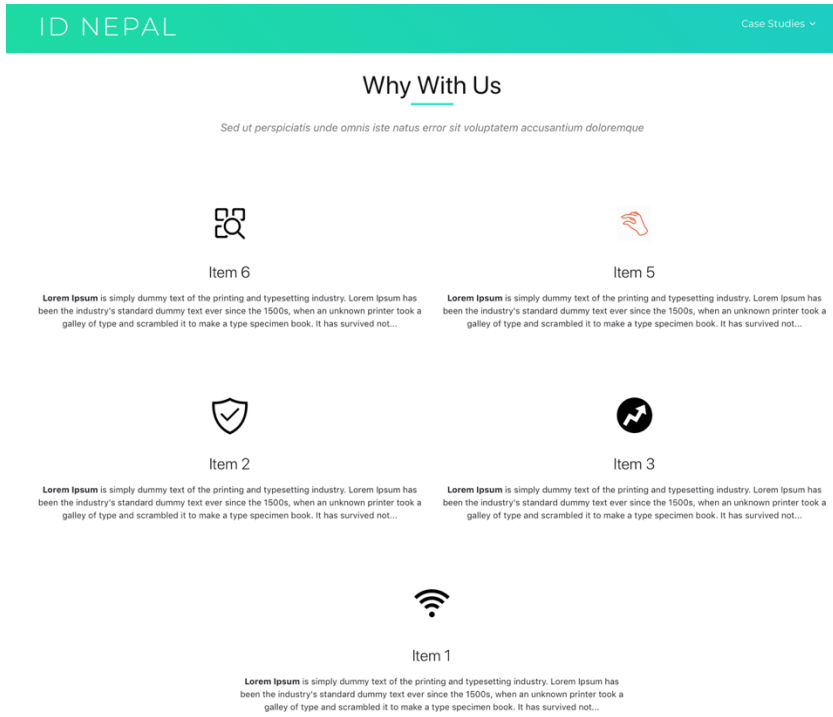 ID NEPAL
Case Studies
Why With Us
Sed ut perspiciatis unde omnis iste natus error sit voluptatem accusantium doloremque
Item 6
Lorem Ipsum is simply dummy text of the printing and typesetting industry. Lorem Ipsum has
been the industry's standard dummy text ever since the 1500s, when an unknown printer took a
galley of type and scrambled it to make a type specimen book. It has survived not...
Item 5
Lorem Ipsum is simply dummy text of the printing and typesetting industry. Lorem Ipsum has
been the industry's standard dummy text ever since the 1500s, when an unknown printer took a
galley of type and scrambled it to make a type specimen book. It has survived not...
Item 2
Lorem Ipsum is simply dummy text of the printing and typesetting industry. Lorem Ipsum has
been the industry's standard dummy text ever since the 1500s, when an unknown printer took a
galley of type and scrambled it to make a type specimen book. It has survived not...
Item 3
Lorem Ipsum is simply dummy text of the printing and typesetting industry. Lorem Ipsum has
been the industry's standard dummy text ever since the 1500s, when an unknown printer took a
galley of type and scrambled it to make a type specimen book. It has survived not...
Item 1
Lorem Ipsum is simply dummy text of the printing and typesetting industry. Lorem Ipsum has
been the industry's standard dummy text ever since the 1500s, when an unknown printer took a
galley of type and scrambled it to make a type specimen book. It has survived not...